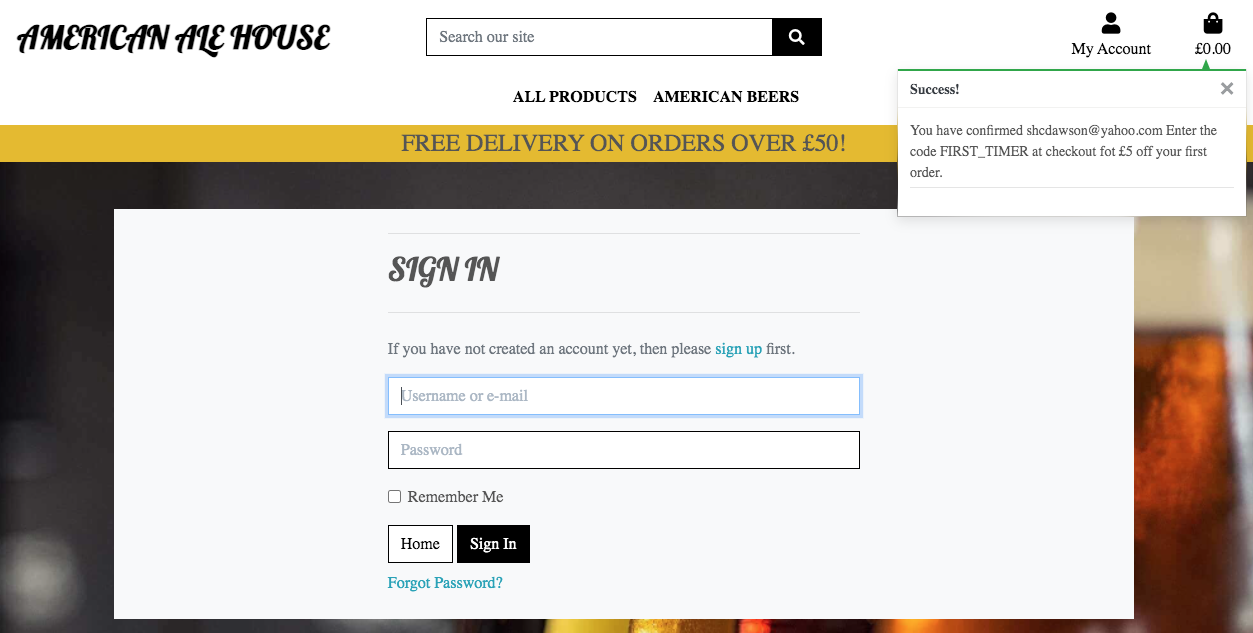 AMERICAN ALE HOUSE
Search our site
My Account
£0.00
ALL PRODUCTS AMERICAN BEERS
FREE DELIVERY ON ORDERS OVER £50!
Success!
You have confirmed shcdawson@yahoo.com Enter the
code FIRST_TIMER at checkout fot £5 off your first
order.
SIGN IN
If you have not created an account yet, then please sign up first.
Username or e-mail
Password
Remember Me
Home Sign In
Forgot Password?